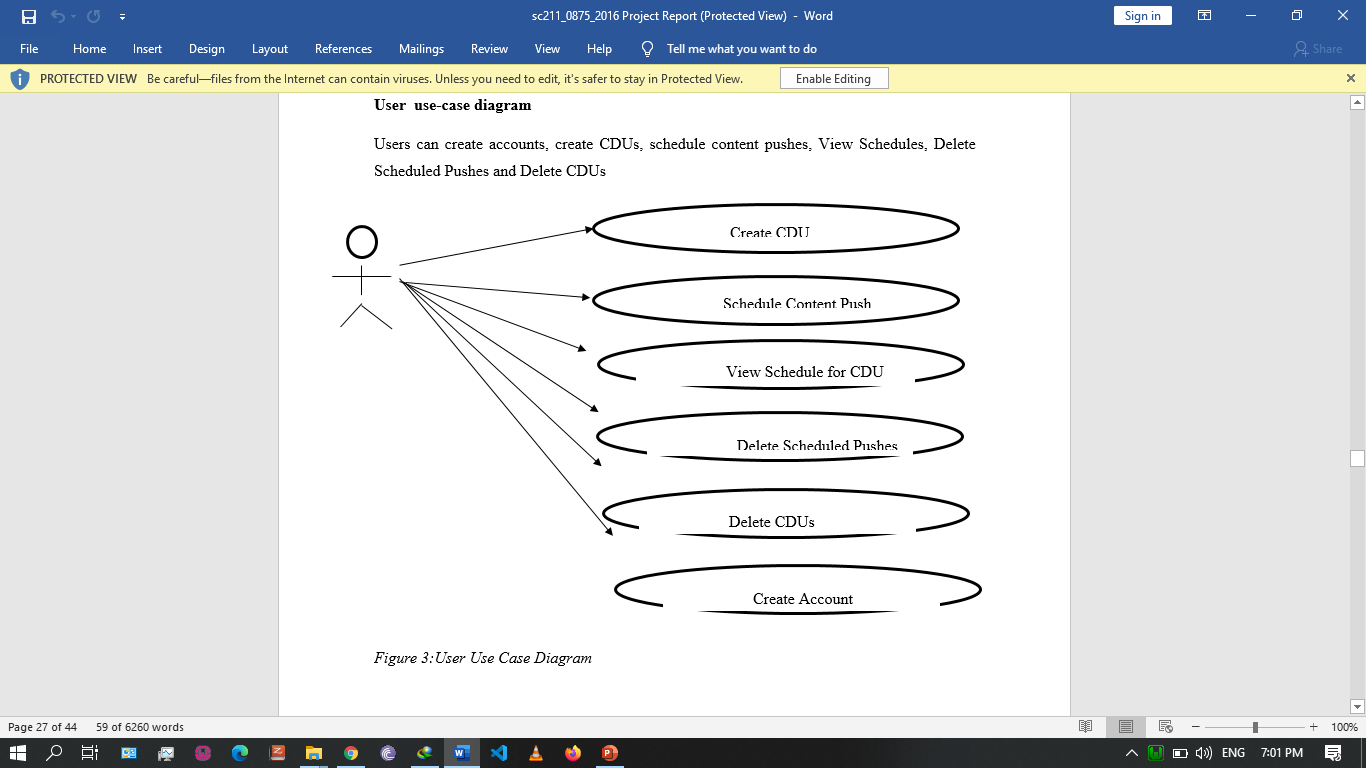 sc211_0875_2016 Project Report (Protected View) - Word
Sign in
File Home Insert Design Layout References Mailings Review View Help Tell me what you want to do Share
PROTECTED VIEW Be careful—files from the Internet can contain viruses. Unless you need to edit, it's safer to stay in Protected View. Enable Editing
User use-case diagram
Users can create accounts, create CDUs, schedule content pushes, View Schedules, Delete
Scheduled Pushes and Delete CDUs
Create CDU
Schedule Content Push
View Schedule for CDU
Delete Scheduled Pushes
Delete CDUs
Create Account
Figure 3:User Use Case Diagram
Page 27 of 44 59 of 6260 words 100%
ENG 7:01 PM